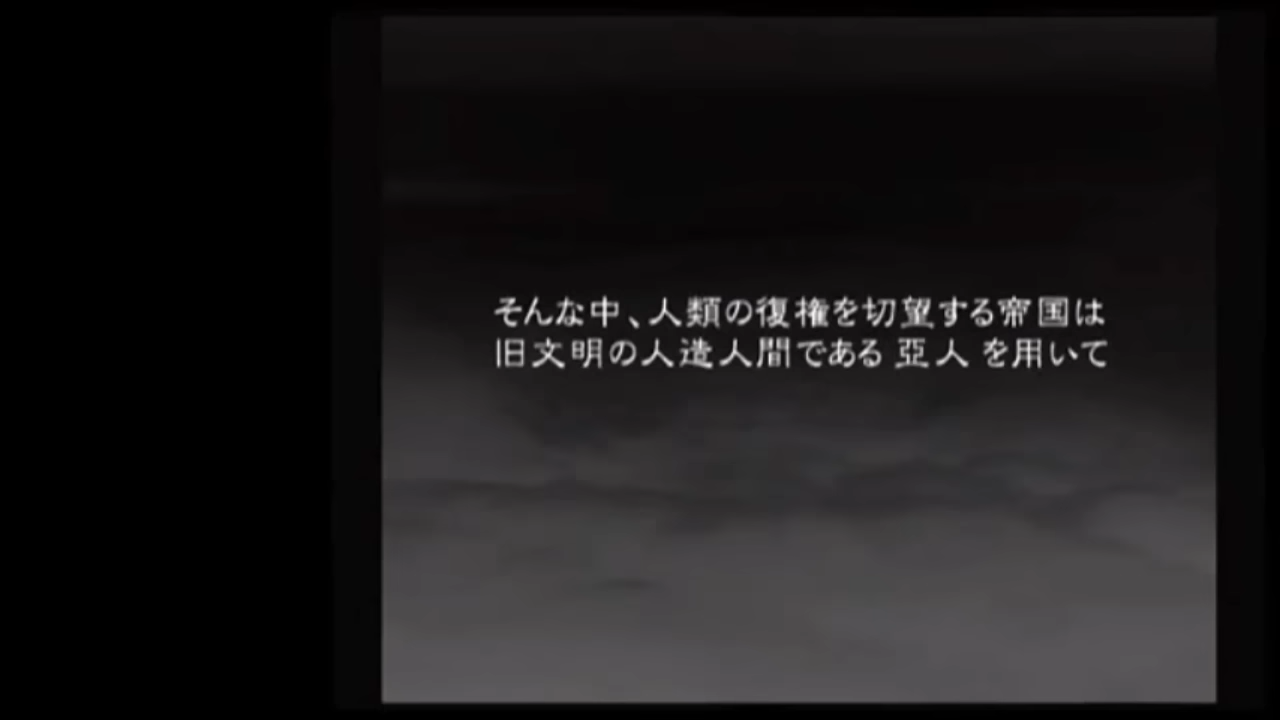 そんな中、人類の復権を切望する帝国は
旧文明の人造人間である 亞人 を用いて